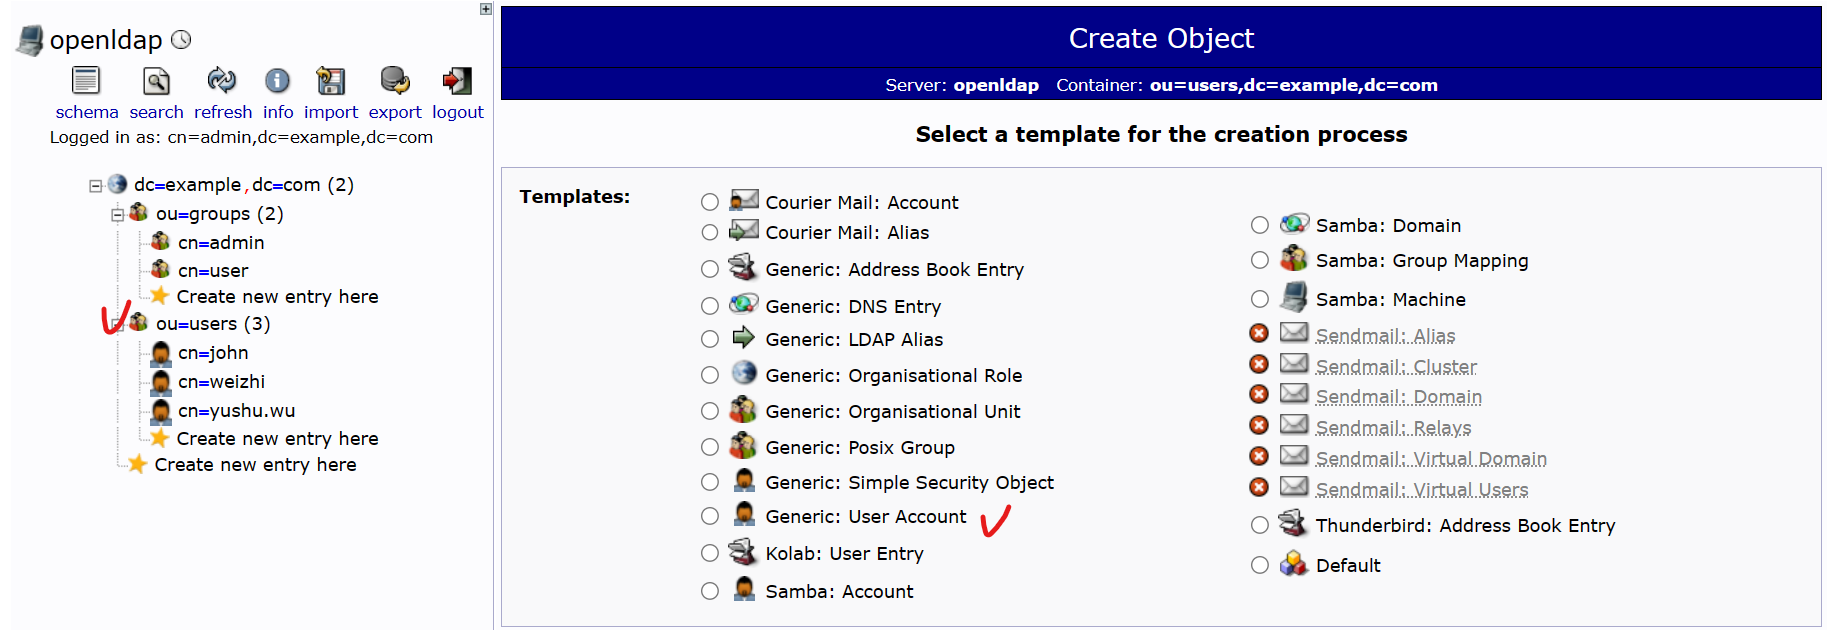 openldap
schema search refresh info import export logout
Logged in as: cn=admin,dc=example,dc=com
dc=example,dc=com (2)
ou=groups (2)
cn=admin
cn=user
Create new entry here
ou=users (3)
cn=john
cn=weizhi
cn=yushu.wu
Create new entry here
Create new entry here
Create Object
Server: openldap Container: ou=users,dc=example,dc=com
Select a template for the creation process
Templates:
Courier Mail: Account
Courier Mail: Alias
Generic: Address Book Entry
Generic: DNS Entry
Generic: LDAP Alias
Generic: Organisational Role
Generic: Organisational Unit
Generic: Posix Group
Generic: Simple Security Object
Generic: User Account
Kolab: User Entry
Samba: Account
Samba: Domain
Samba: Group Mapping
Samba: Machine
Sendmail: Alias
Sendmail: Cluster
Sendmail: Domain
Sendmail: Relays
Sendmail: Virtual Domain
Sendmail: Virtual Users
Thunderbird: Address Book Entry
Default